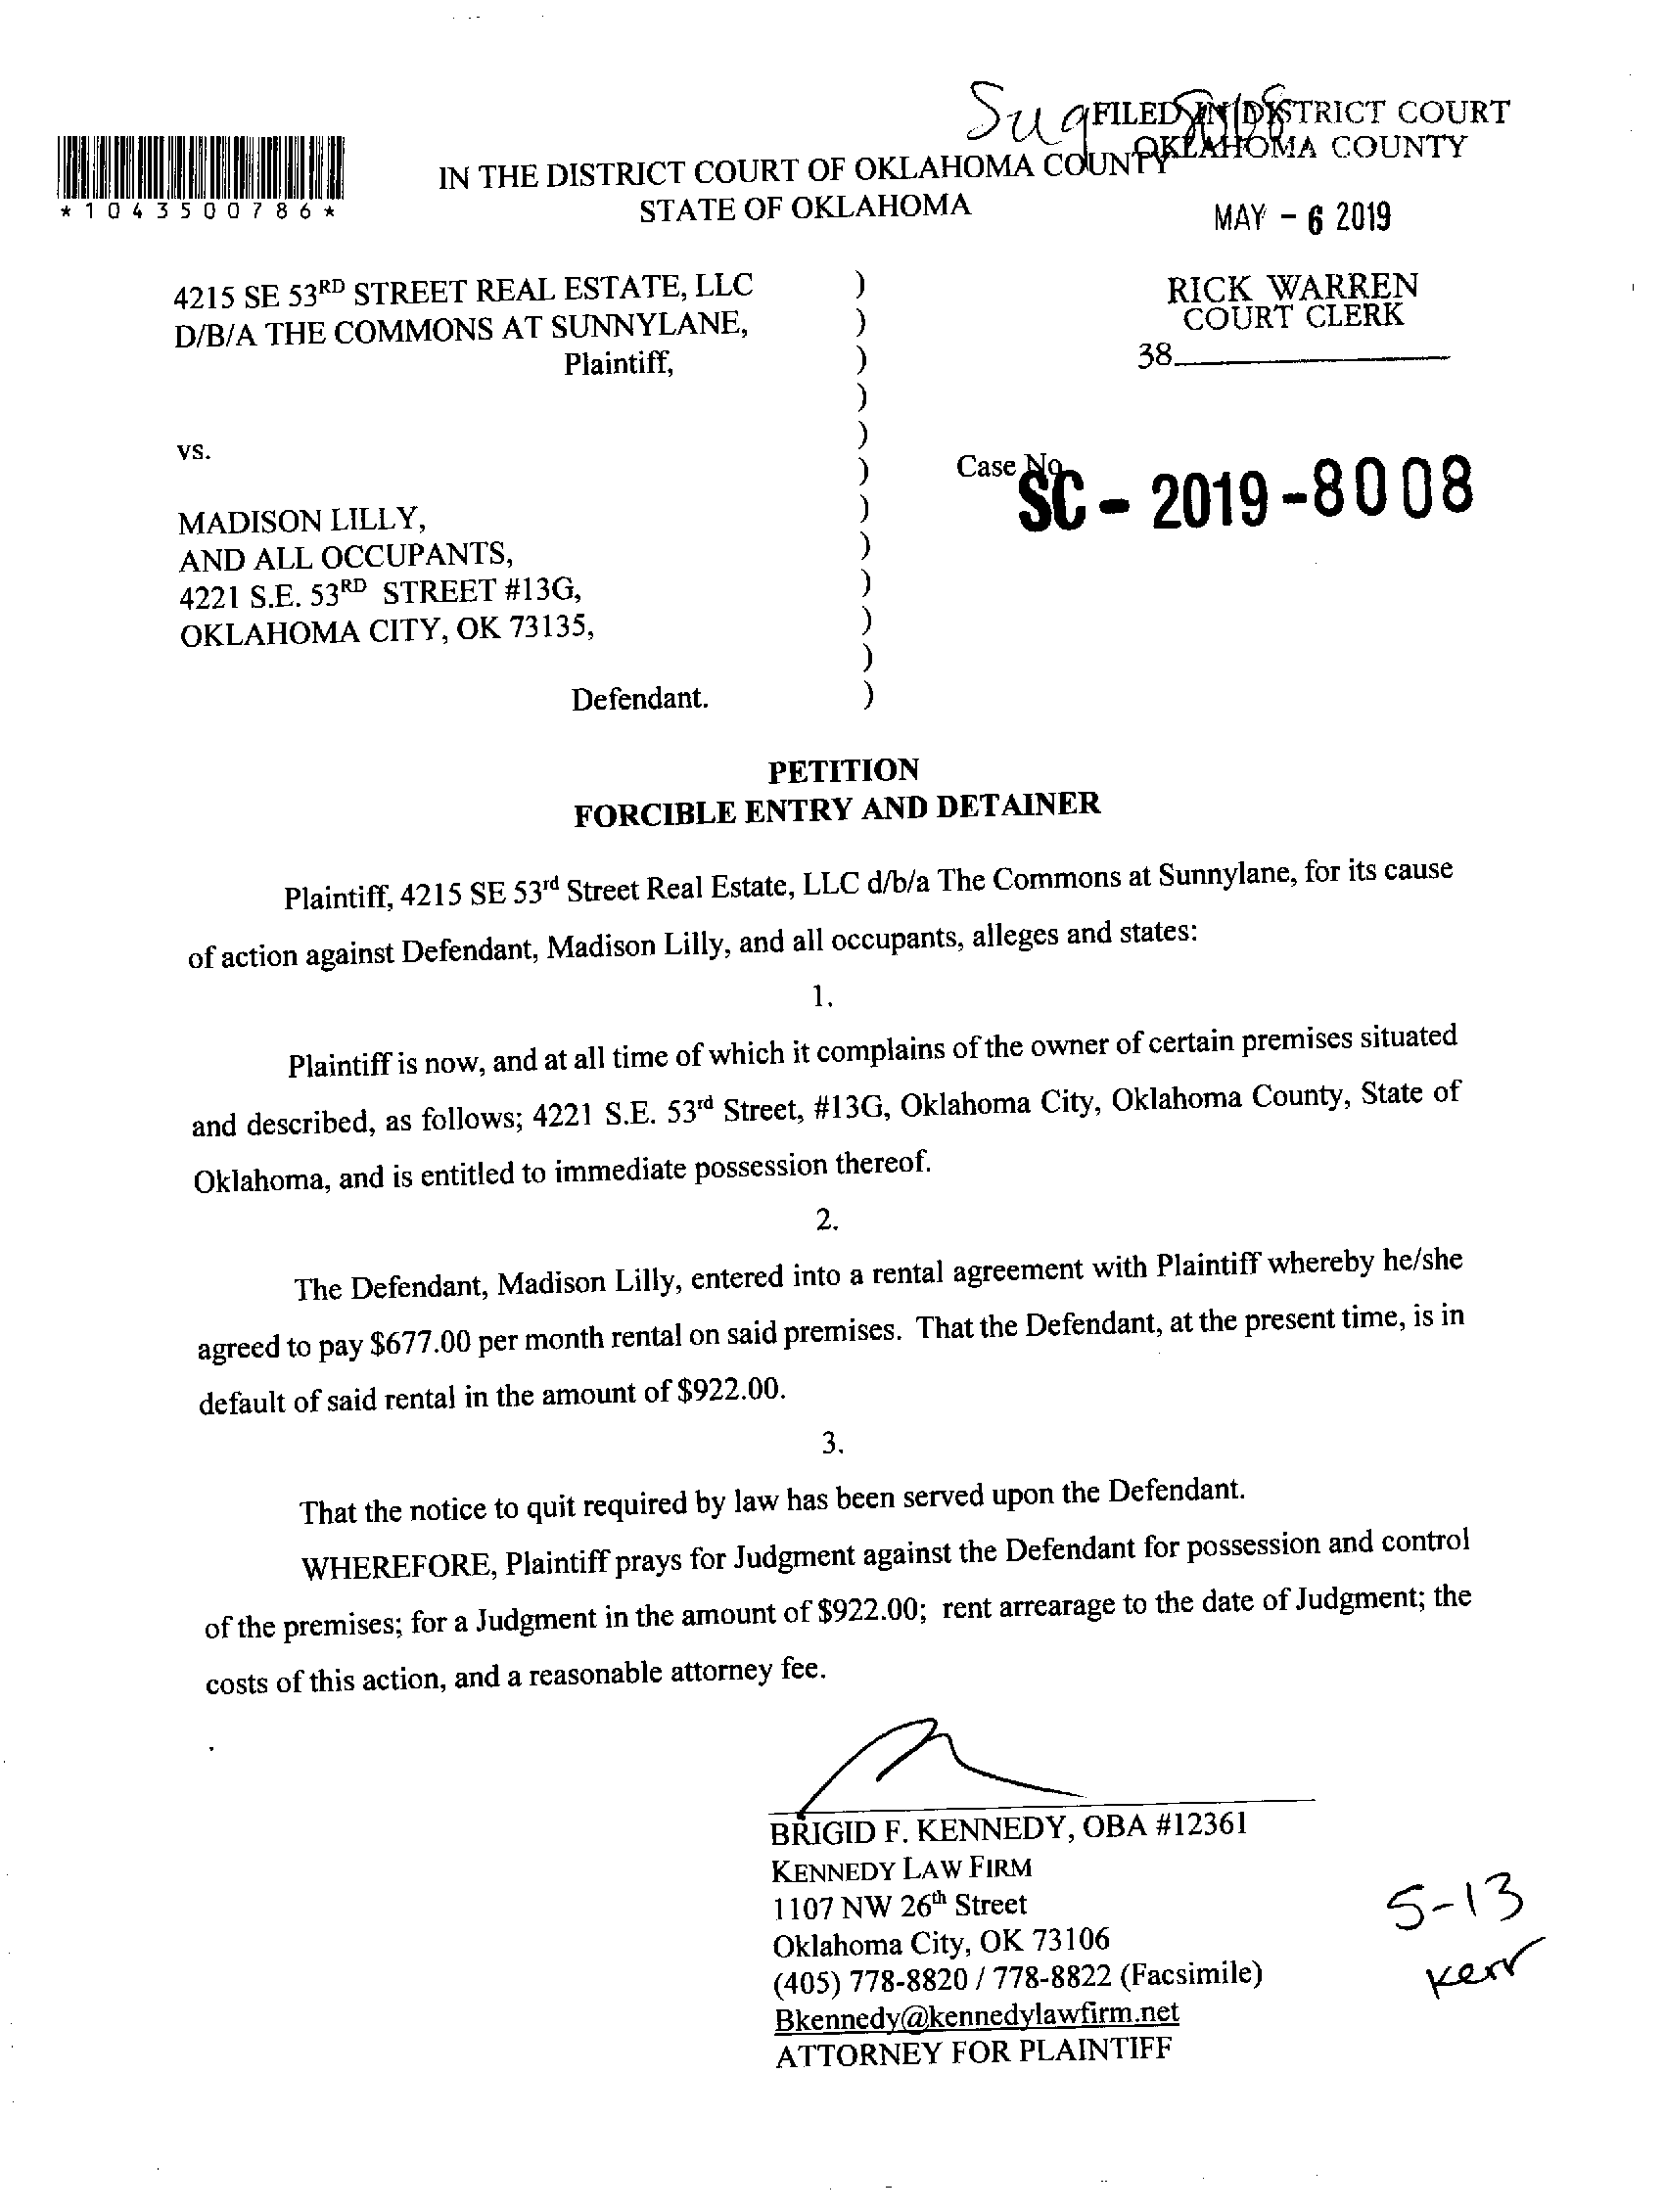 FILED IN DISTRICT COURT
OKLAHOMA COUNTY
IN THE DISTRICT COURT OF OKLAHOMA COUNTY
*1043500786*
STATE OF OKLAHOMA
MAY - 6 2019
4215 SE 53RD STREET REAL ESTATE, LLC )
D/B/A THE COMMONS AT SUNNYLANE, )
Plaintiff, )
RICK WARREN
COURT CLERK
38
)
vs. )
)
Case No.
SC - 2019 - 8008
MADISON LILLY, )
AND ALL OCCUPANTS, )
4221 S.E. 53RD STREET #13G, )
OKLAHOMA CITY, OK 73135, )
)
Defendant. )
PETITION
FORCIBLE ENTRY AND DETAINER
Plaintiff, 4215 SE 53rd Street Real Estate, LLC d/b/a The Commons at Sunnylane, for its cause
of action against Defendant, Madison Lilly, and all occupants, alleges and states:
1.
Plaintiff is now, and at all time of which it complains of the owner of certain premises situated
and described, as follows; 4221 S.E. 53rd Street, #13G, Oklahoma City, Oklahoma County, State of
Oklahoma, and is entitled to immediate possession thereof.
2.
The Defendant, Madison Lilly, entered into a rental agreement with Plaintiff whereby he/she
agreed to pay $677.00 per month rental on said premises. That the Defendant, at the present time, is in
default of said rental in the amount of $922.00.
3.
That the notice to quit required by law has been served upon the Defendant.
WHEREFORE, Plaintiff prays for Judgment against the Defendant for possession and control
of the premises; for a Judgment in the amount of $922.00; rent arrearage to the date of Judgment; the
costs of this action, and a reasonable attorney fee.
BRIGID F. KENNEDY, OBA #12361
KENNEDY LAW FIRM
1107 NW 26th Street
Oklahoma City, OK 73106
(405) 778-8820 / 778-8822 (Facsimile)
Bkennedy@kennedylawfirm.net
ATTORNEY FOR PLAINTIFF
5-13
Kerr